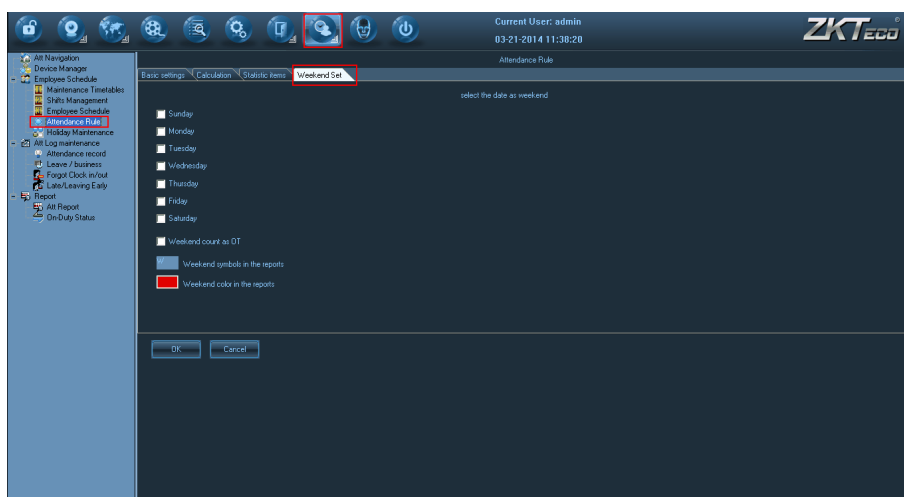 Current User: admin
03-21-2014 11:38:20
ZKTeco
®
Att Navigation
Device Manager
Employee Schedule
Maintenance Timetables
Shifts Management
Employee Schedule
Attendance Rule
Holiday Maintenance
Att Log maintenance
Attendance record
Leave / business
Forgot Clock in/out
Late/Leaving Early
Report
Att Report
On-Duty Status
Attendance Rule
Basic settings Calculation Statistic items Weekend Set
select the date as weekend
Sunday
Monday
Tuesday
Wednesday
Thursday
Friday
Saturday
Weekend count as OT
W Weekend symbols in the reports
Weekend color in the reports
OK Cancel